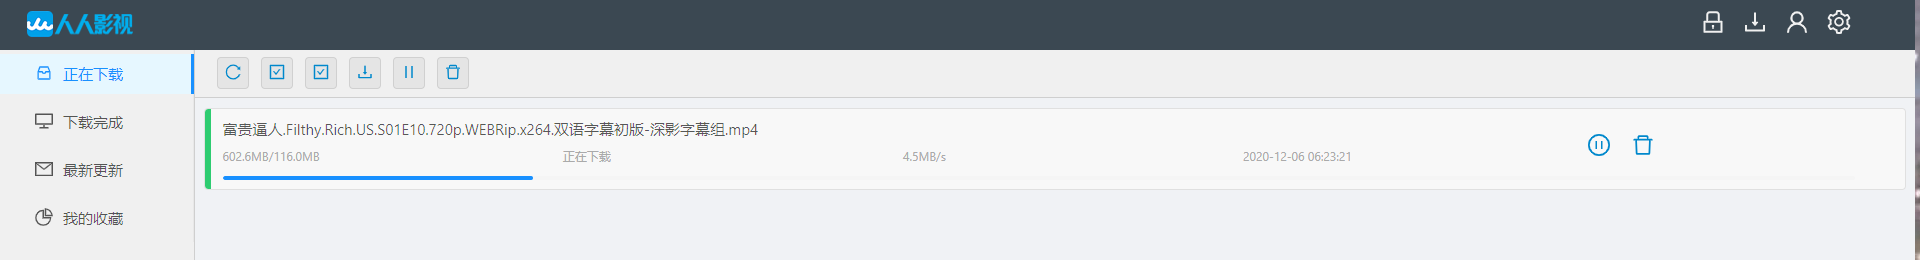 人人影视
正在下载
下载完成
最新更新
我的收藏
富贵逼人.Filthy.Rich.US.S01E10.720p.WEBRip.x264.双语字幕初版-深影字幕组.mp4
602.6MB/116.0MB 正在下载 4.5MB/s 2020-12-06 06:23:21